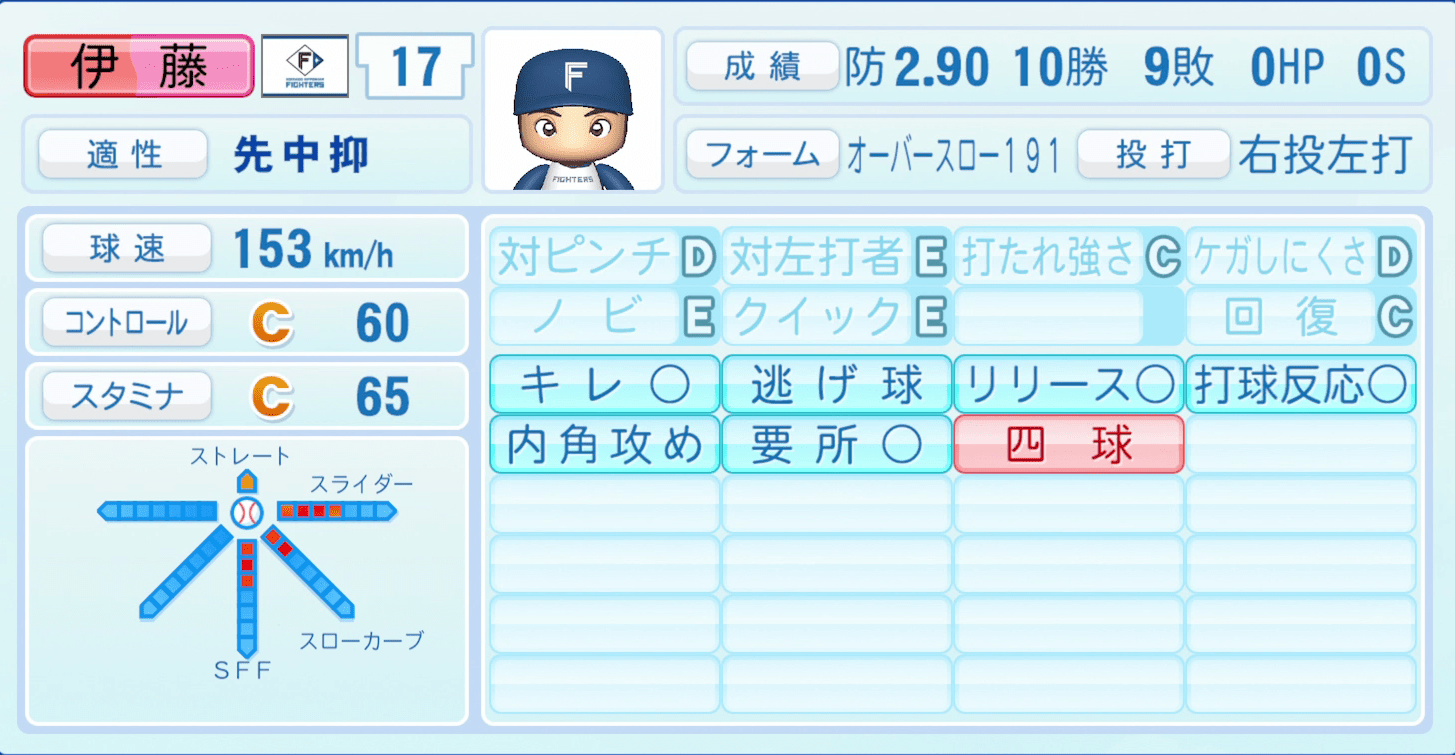 伊藤
FIGHTERS
17
適性 先中抑
F
FIGHTERS
成績 防2.90 10勝 9敗 0HP 0S
フォーム オーバースロー191 投打 右投左打
球速 153 km/h
コントロール C 60
スタミナ C 65
ストレート
スライダー
スローカーブ
SFF
対ピンチ D 対左打者 E 打たれ強さ C ケガしにくさ D
ノビ E クイック E 回復 C
キレ○ 逃げ球 リリース○ 打球反応○
内角攻め 要所○ 四球